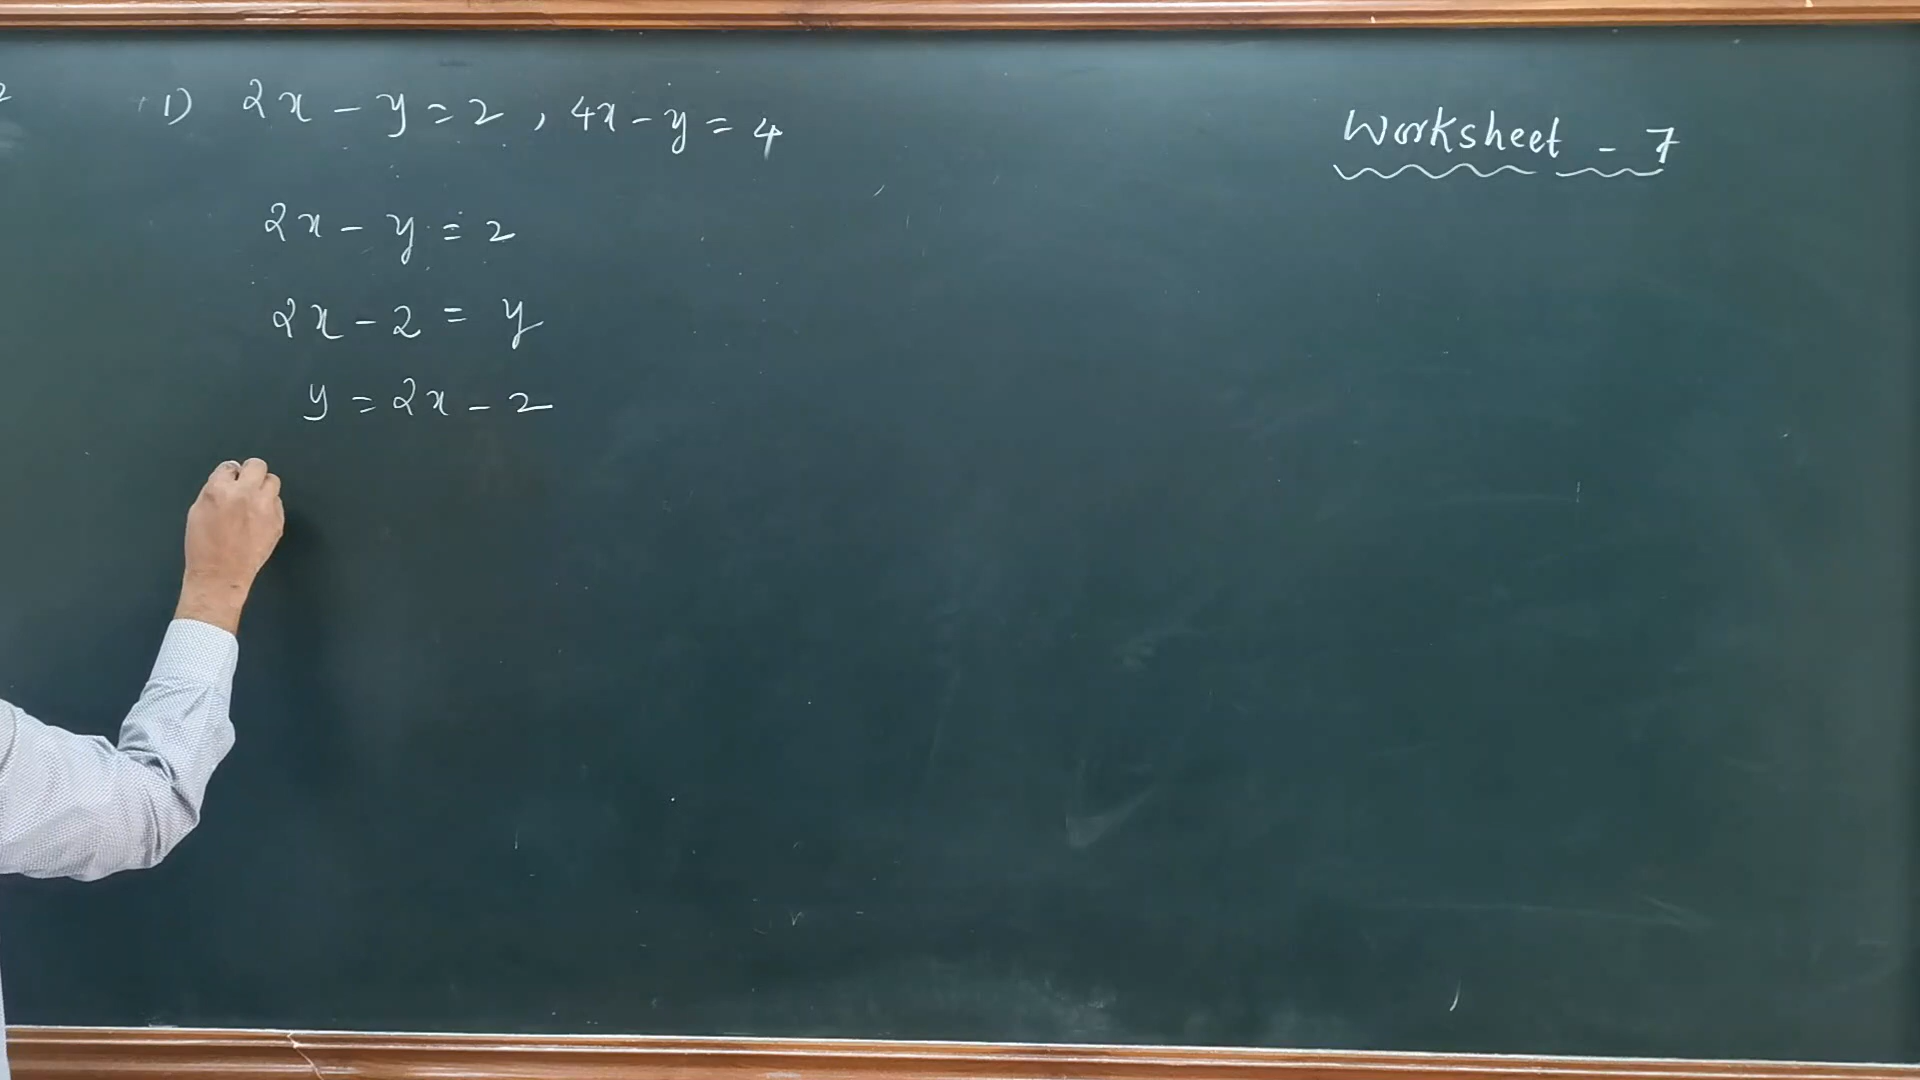 1) 2x - y = 2 , 4x - y = 4
Worksheet - 7
2x - y = 2
2x - 2 = y
y = 2x - 2